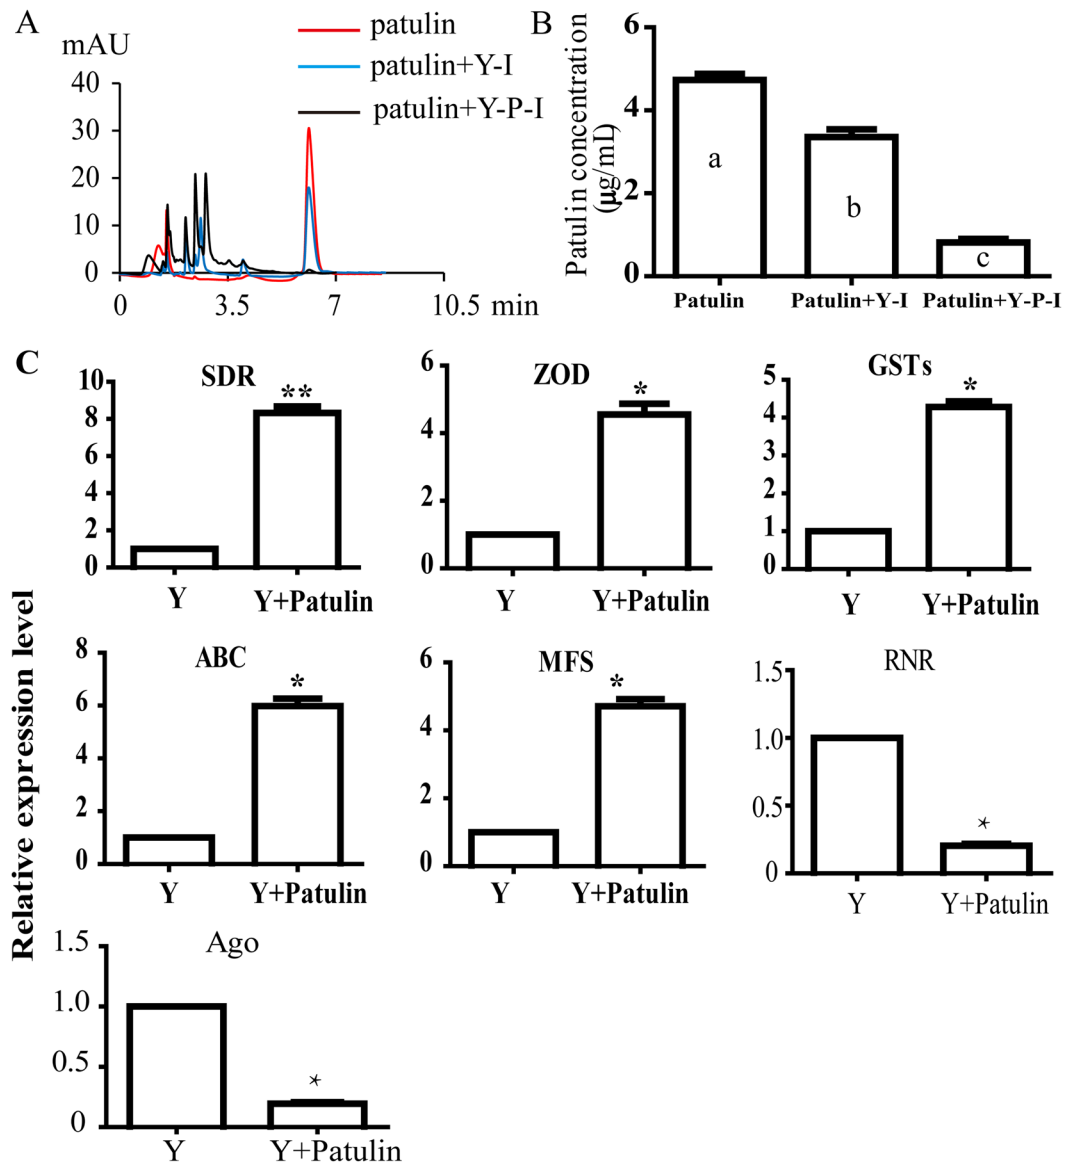 A
mAU
patulin
patulin+Y-I
patulin+Y-P-I
40
30
20
10
0
0 3.5 7 10.5 min
B
Patulin concentration
(μg/mL)
6
4
2
0
a
b
c
Patulin Patulin+Y-I Patulin+Y-P-I
C
Relative expression level
SDR
10
8
6
4
2
0
**
Y Y+Patulin
ZOD
6
4
2
0
*
Y Y+Patulin
GSTs
5
4
3
2
1
0
*
Y Y+Patulin
ABC
8
6
4
2
0
*
Y Y+Patulin
MFS
6
4
2
0
*
Y Y+Patulin
RNR
1.5
1.0
0.5
0
*
Y Y+Patulin
Ago
1.5
1.0
0.5
0
*
Y Y+Patulin